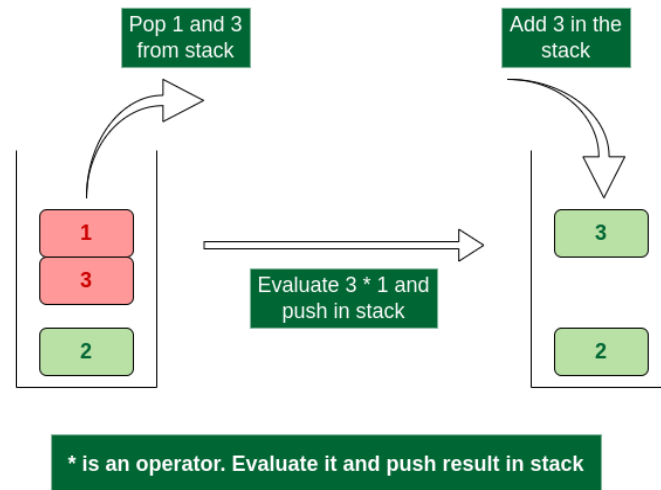 Pop 1 and 3
from stack
Add 3 in the
stack
1
3
2
Evaluate 3 * 1 and
push in stack
3
2
* is an operator. Evaluate it and push result in stack